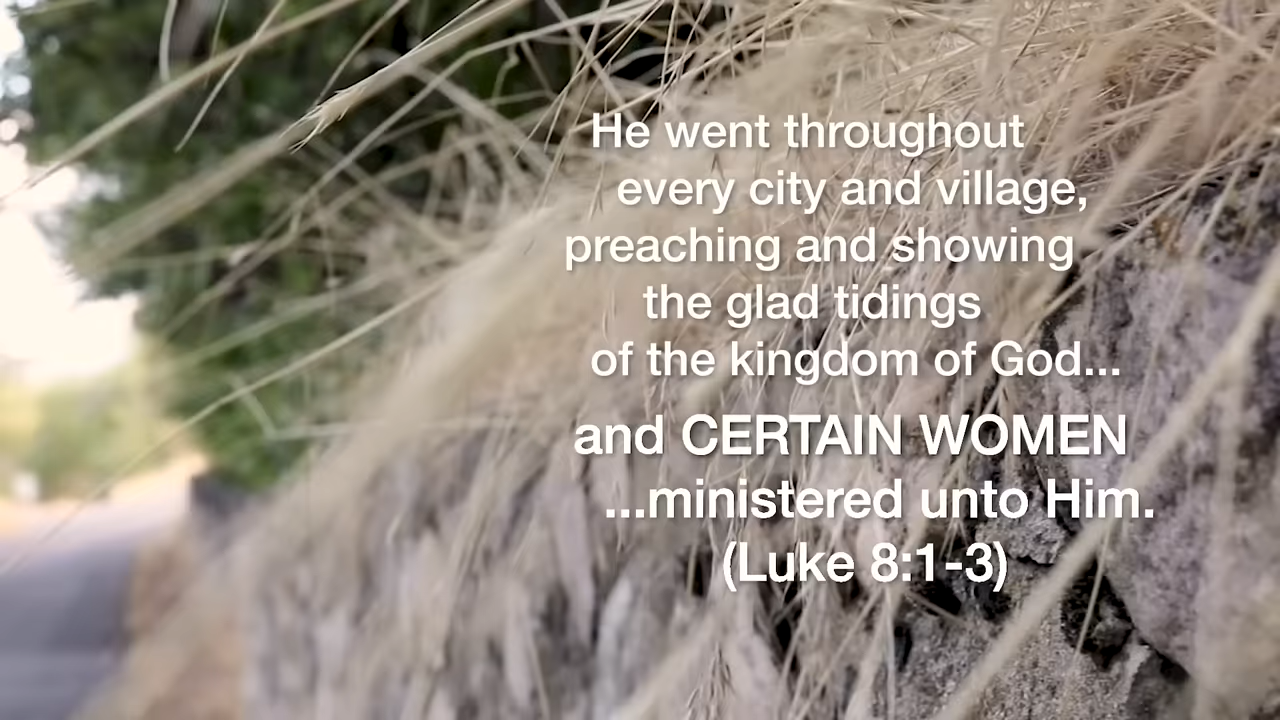 He went throughout
every city and village,
preaching and showing
the glad tidings
of the kingdom of God...
and CERTAIN WOMEN
...ministered unto Him.
(Luke 8:1-3)